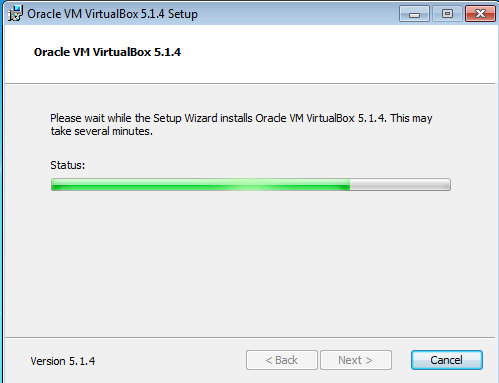 Oracle VM VirtualBox 5.1.4 Setup
Oracle VM VirtualBox 5.1.4
Please wait while the Setup Wizard installs Oracle VM VirtualBox 5.1.4. This may
take several minutes.
Status:
Version 5.1.4
< Back
Next >
Cancel